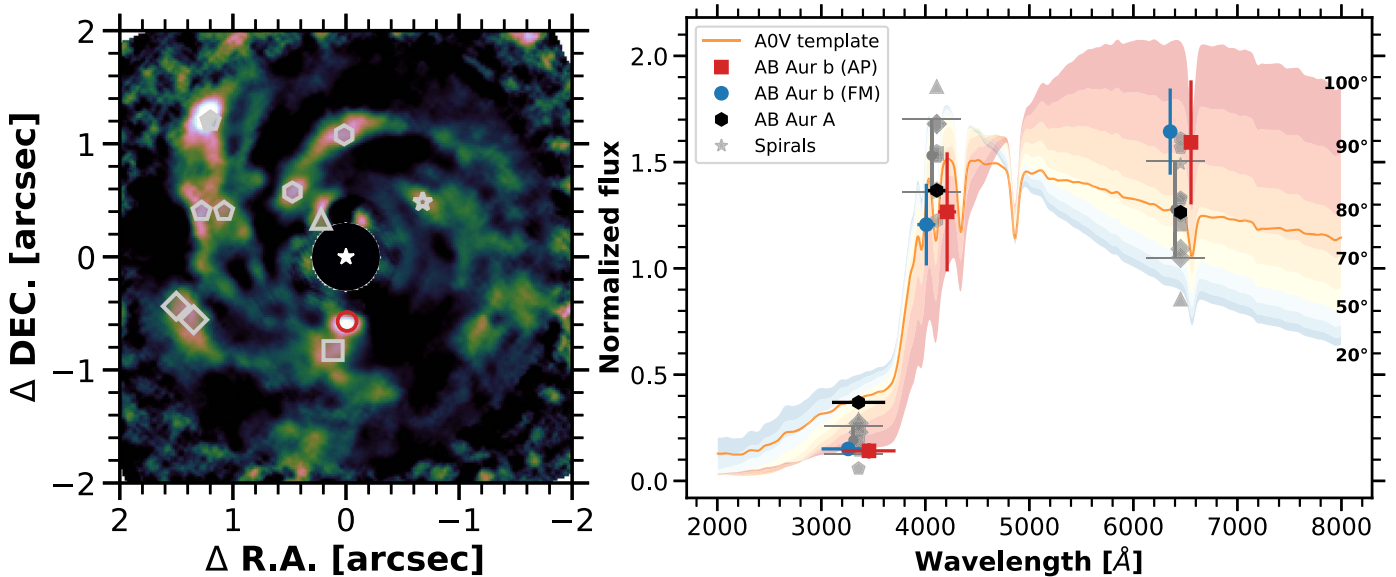 2
1
0
−1
−2
2
1
0
−1
−2
Δ DEC. [arcsec]
Δ R.A. [arcsec]
Normalized flux
2.0
1.5
1.0
0.5
0.0
A0V template
AB Aur b (AP)
AB Aur b (FM)
AB Aur A
Spirals
100°
90°
80°
70°
50°
20°
2000 3000 4000 5000 6000 7000 8000
Wavelength [Å]